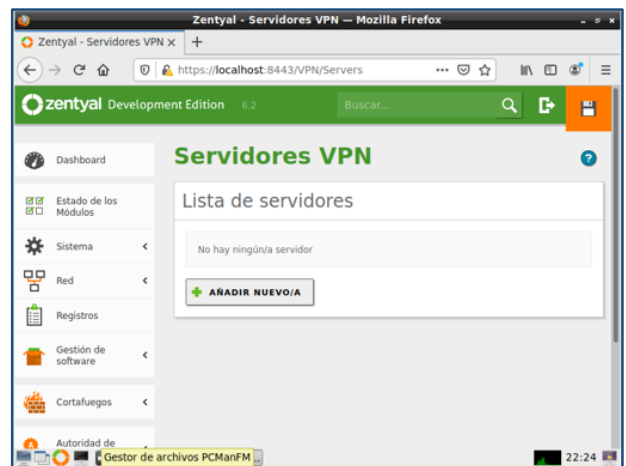 Zentyal - Servidores VPN — Mozilla Firefox
Zentyal - Servidores VPN
https://localhost:8443/VPN/Servers
zentyal Development Edition 6.2
Buscar...
Servidores VPN
?
Dashboard
Lista de servidores
Estado de los
Módulos
No hay ningún/a servidor
Sistema
AÑADIR NUEVO/A
Red
Registros
Gestión de
software
Cortafuegos
Autoridad de
Gestor de archivos PCManFM
22:24